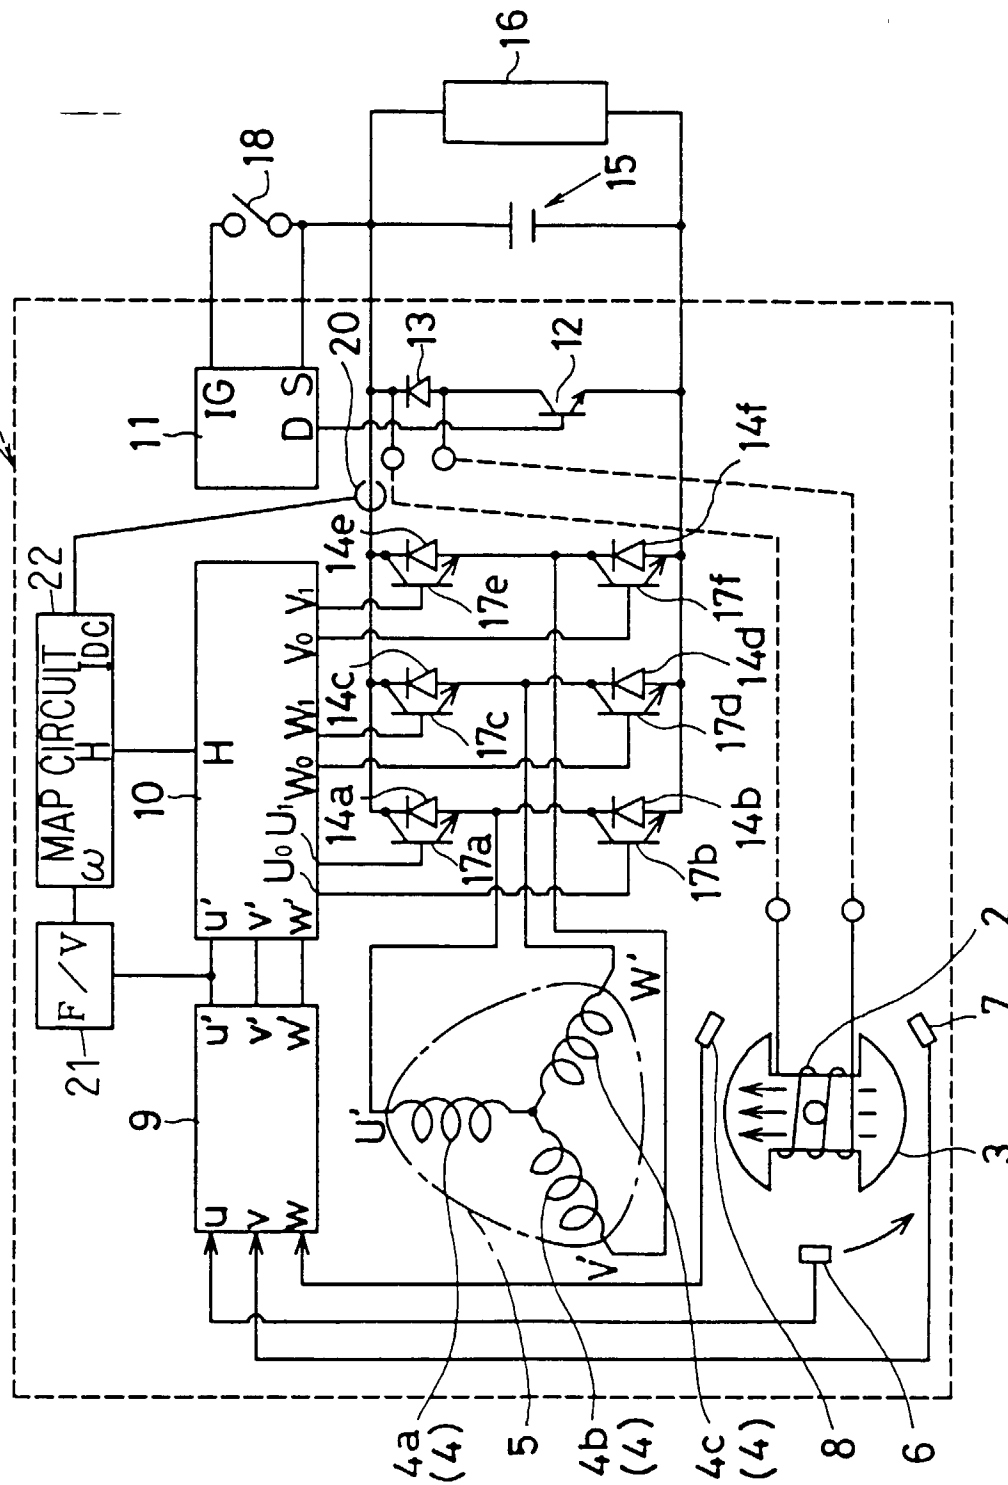 16
18
15
11
IG
S
D
20
13
12
22
MAP CIRCUIT
ω
H
IDC
21
F/V
10
H
u'
v'
w'
U0
U1
W0
W1
V0
V1
9
u'
v'
w'
u
v
w
14a
14c
14e
17a
17c
17e
14b
14d
14f
17b
17d
17f
U'
V'
W'
4a
(4)
5
4b
(4)
4c
(4)
8
6
2
3
7